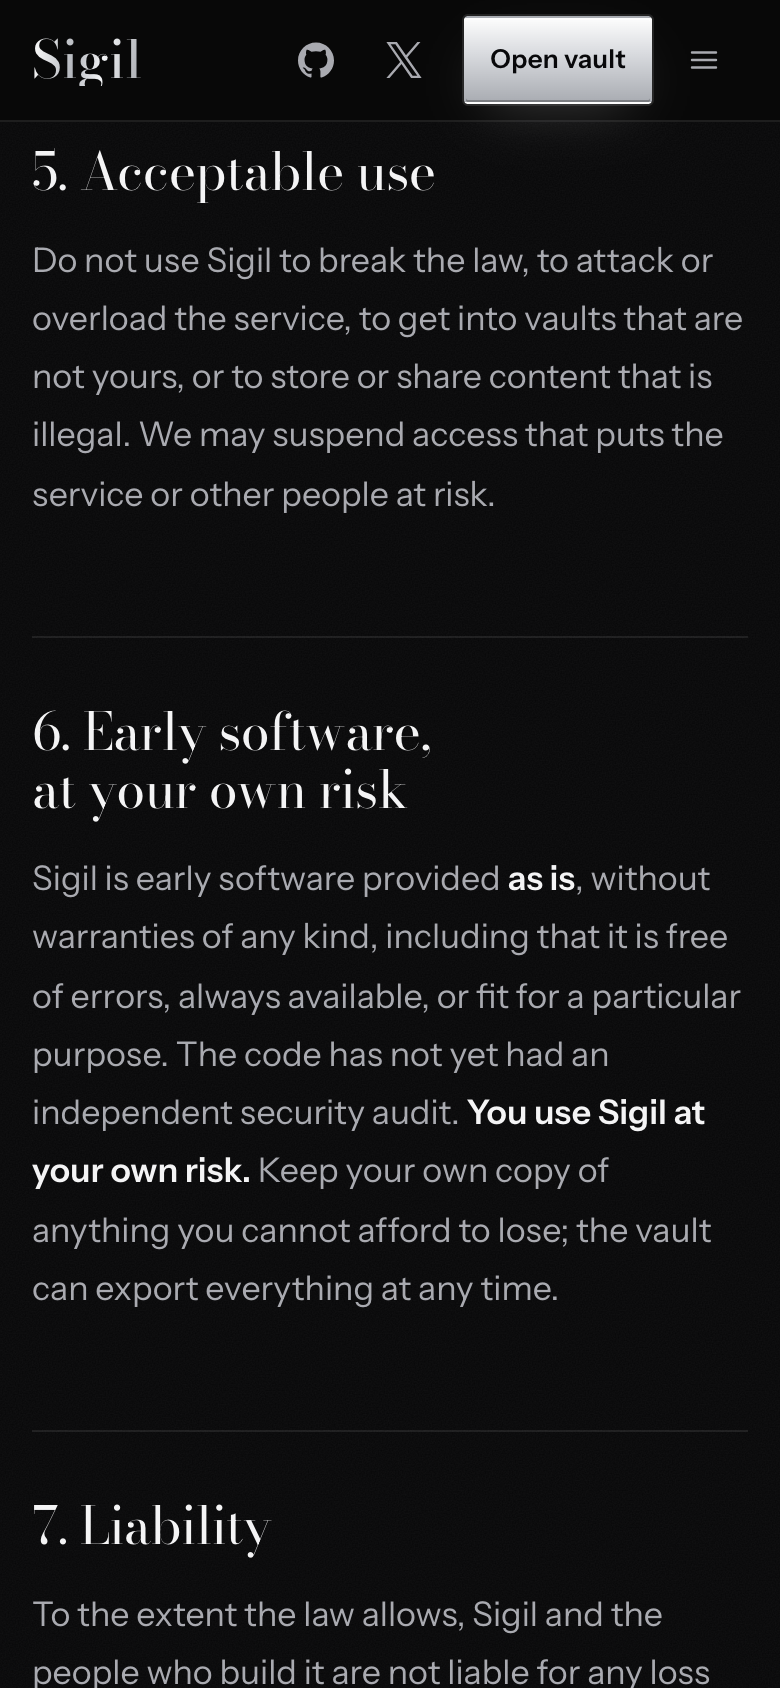 Sigil
Open vault
5. Acceptable use
Do not use Sigil to break the law, to attack or
overload the service, to get into vaults that are
not yours, or to store or share content that is
illegal. We may suspend access that puts the
service or other people at risk.
6. Early software,
at your own risk
Sigil is early software provided as is, without
warranties of any kind, including that it is free
of errors, always available, or fit for a particular
purpose. The code has not yet had an
independent security audit. You use Sigil at
your own risk. Keep your own copy of
anything you cannot afford to lose; the vault
can export everything at any time.
7. Liability
To the extent the law allows, Sigil and the
people who build it are not liable for any loss